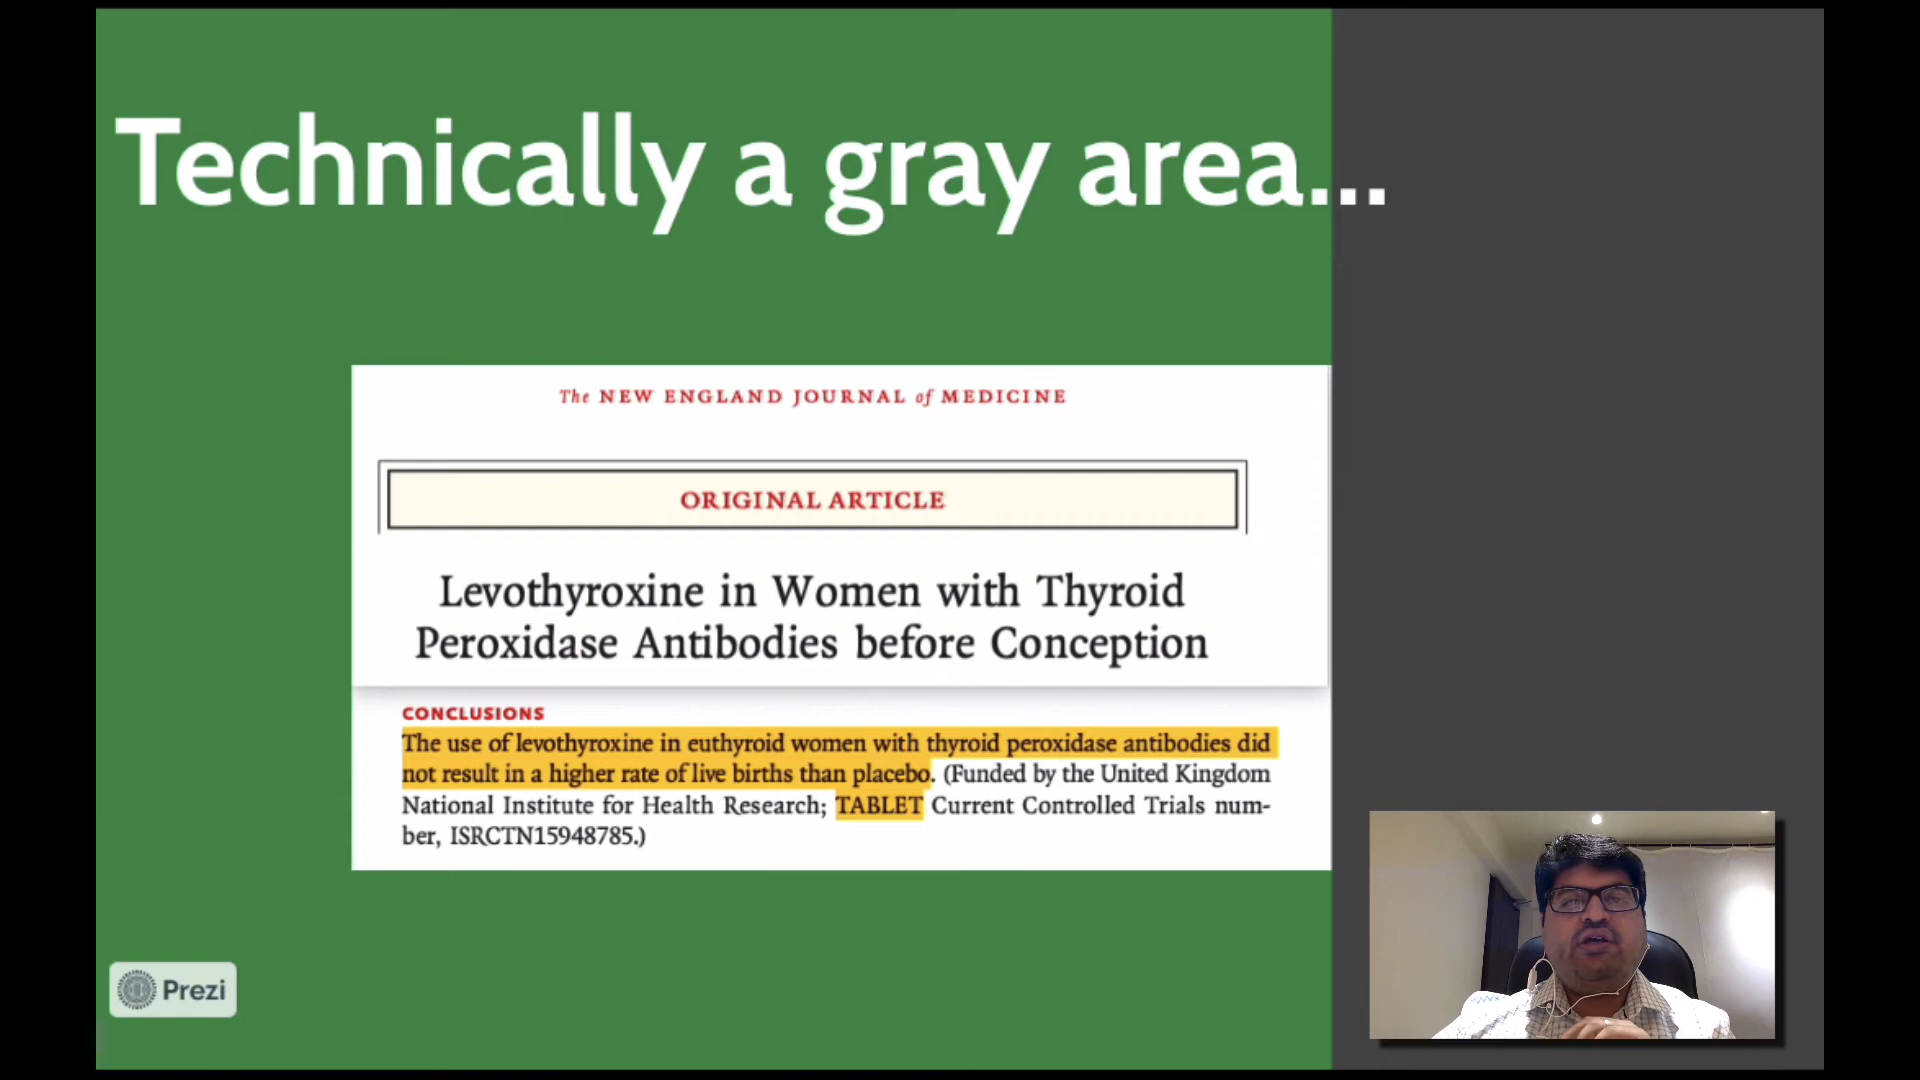 Technically a gray area...
The NEW ENGLAND JOURNAL of MEDICINE
ORIGINAL ARTICLE
Levothyroxine in Women with Thyroid
Peroxidase Antibodies before Conception
CONCLUSIONS
The use of levothyroxine in euthyroid women with thyroid peroxidase antibodies did
not result in a higher rate of live births than placebo. (Funded by the United Kingdom
National Institute for Health Research; TABLET Current Controlled Trials num-
ber, ISRCTN15948785.)
Prezi